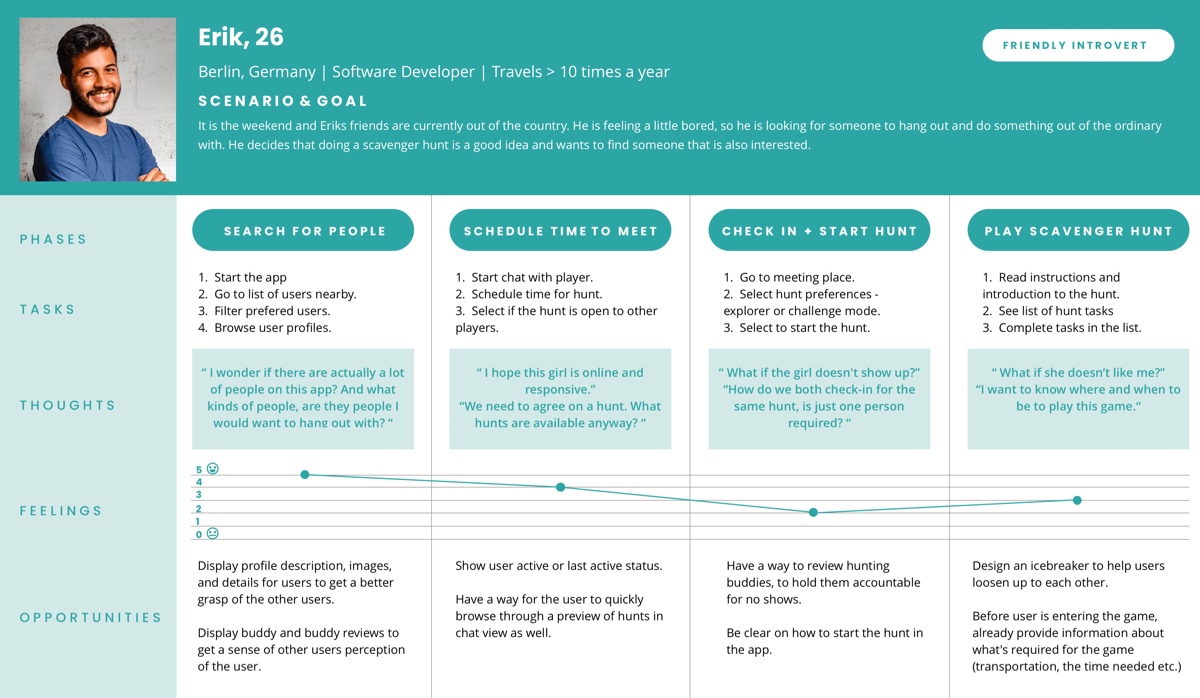 Erik, 26
FRIENDLY INTROVERT
Berlin, Germany | Software Developer | Travels > 10 times a year
SCENARIO & GOAL
It is the weekend and Eriks friends are currently out of the country. He is feeling a little bored, so he is looking for someone to hang out and do something out of the ordinary
with. He decides that doing a scavenger hunt is a good idea and wants to find someone that is also interested.
PHASES
SEARCH FOR PEOPLE
SCHEDULE TIME TO MEET
CHECK IN + START HUNT
PLAY SCAVENGER HUNT
TASKS
1. Start the app
2. Go to list of users nearby.
3. Filter prefered users.
4. Browse user profiles.
1. Start chat with player.
2. Schedule time for hunt.
3. Select if the hunt is open to other
players.
1. Go to meeting place.
2. Select hunt preferences -
explorer or challenge mode.
3. Select to start the hunt.
1. Read instructions and
introduction to the hunt.
2. See list of hunt tasks
3. Complete tasks in the list.
THOUGHTS
“ I wonder if there are actually a lot
of people on this app? And what
kinds of people, are they people I
would want to hang out with? “
“ I hope this girl is online and
responsive.”
“We need to agree on a hunt. What
hunts are available anyway? “
“ What if the girl doesn't show up?”
“How do we both check-in for the
same hunt, is just one person
required? “
“ What if she doesn’t like me?”
“I want to know where and when to
be to play this game.”
FEELINGS
5
4
3
2
1
0
OPPORTUNITIES
Display profile description, images,
and details for users to get a better
grasp of the other users.
Display buddy and buddy reviews to
get a sense of other users perception
of the user.
Show user active or last active status.
Have a way for the user to quickly
browse through a preview of hunts in
chat view as well.
Have a way to review hunting
buddies, to hold them accountable
for no shows.
Be clear on how to start the hunt in
the app.
Design an icebreaker to help users
loosen up to each other.
Before user is entering the game,
already provide information about
what's required for the game
(transportation, the time needed etc.)